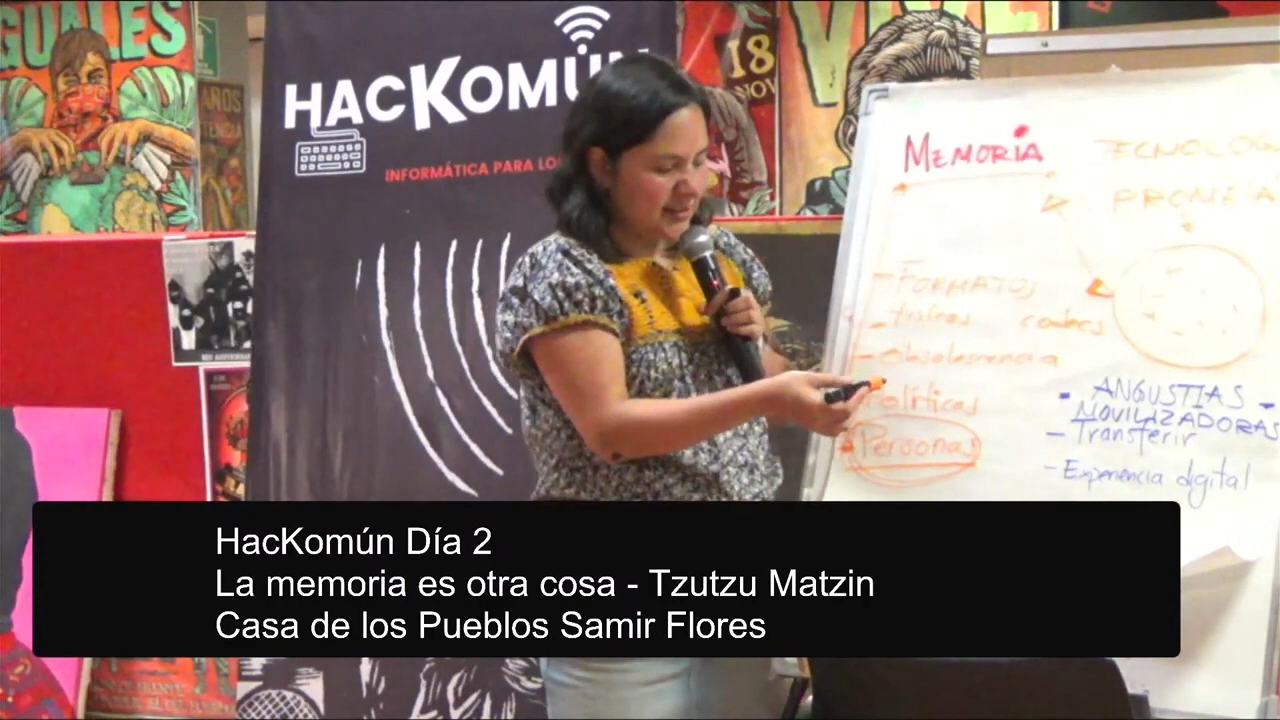 GUALES
HACKOMÚN
INFORMÁTICA PARA LO
18
NOV
MEMORIA
TECNOLOG
PROMESA
- FORMATOS
- Obsolescencia
Políticas
Personas
- ANGUSTIAS -
MOVILIZADORAS
- Transferir
- Experiencia digital
HacKomún Día 2
La memoria es otra cosa - Tzutzu Matzin
Casa de los Pueblos Samir Flores